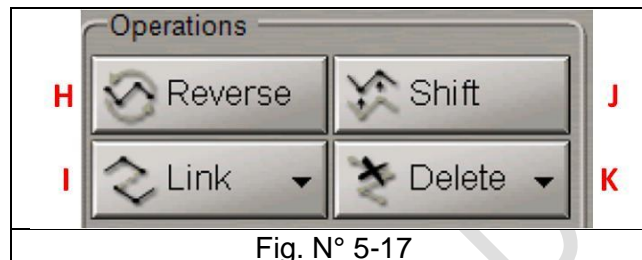 Operations
H Reverse Shift J
I Link Delete K
Fig. N° 5-17